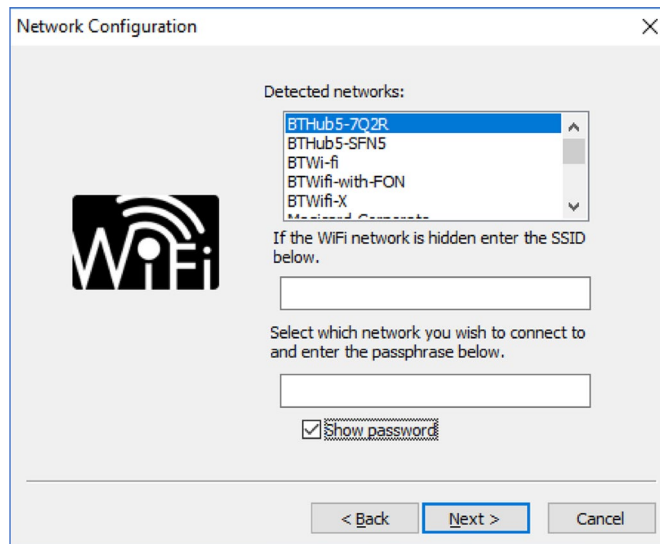 Network Configuration
Detected networks:
BTHub5-7Q2R
BTHub5-SFN5
BTWi-fi
BTWifi-with-FON
BTWifi-X
WiFi
If the WiFi network is hidden enter the SSID
below.
Select which network you wish to connect to
and enter the passphrase below.
Show password
< Back
Next >
Cancel